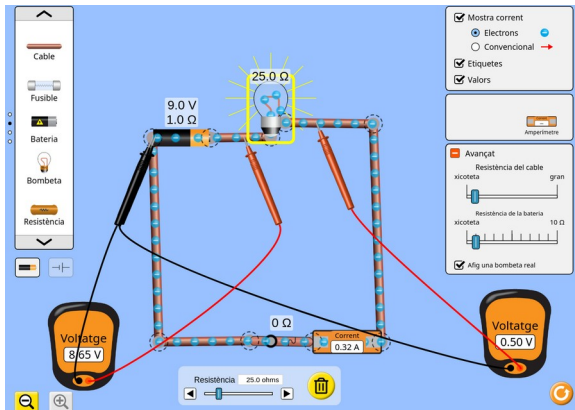 Cable
Fusible
Bateria
Bombeta
Resistència
9.0 V
1.0 Ω
25.0 Ω
Mostra corrent
Electrons
Convencional
Etiquetes
Valors
Amperímetre
Avançat
Resistència del cable
xicoteta gran
Resistència de la bateria
xicoteta 10 Ω
Afig una bombeta real
Voltatge
8.65 V
0 Ω
Corrent
0.32 A
Voltatge
0.50 V
Resistència 25.0 ohms